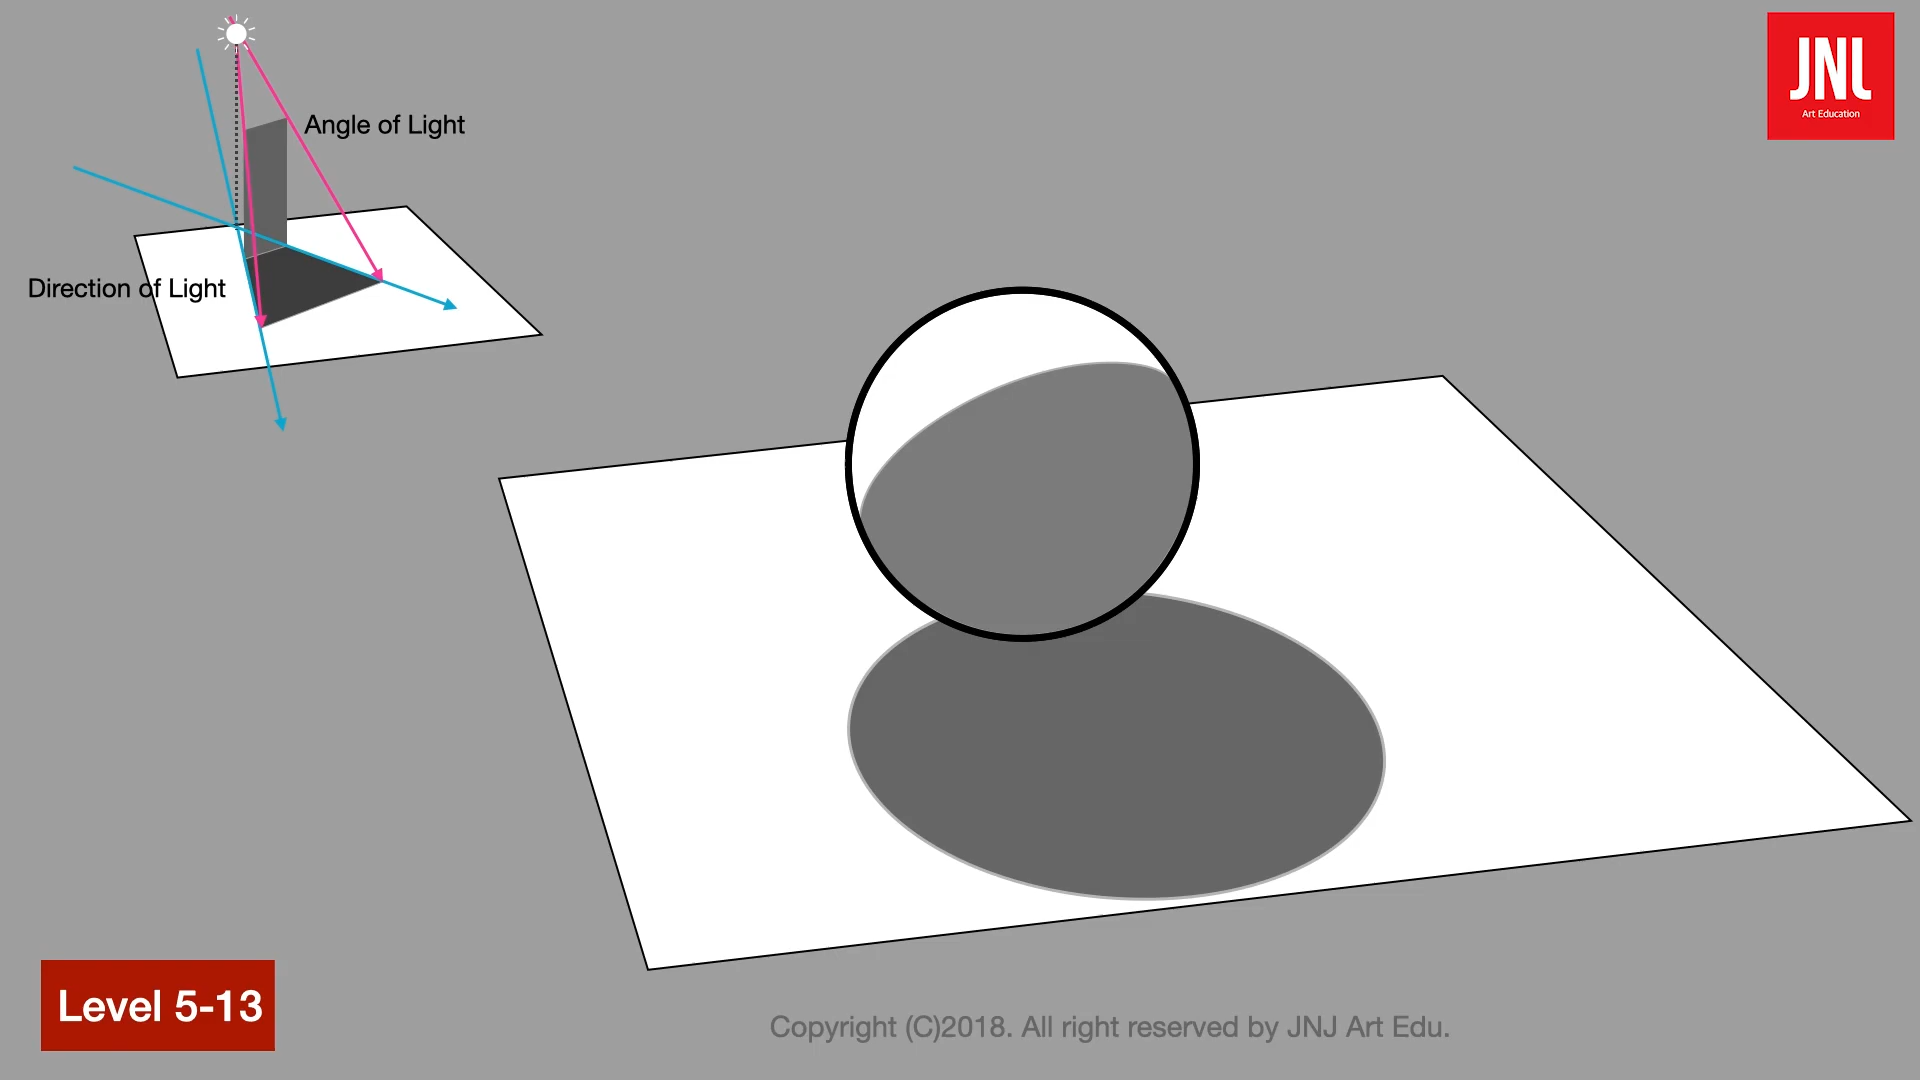 JNL
Art Education
Angle of Light
Direction of Light
Level 5-13
Copyright (C)2018. All right reserved by JNJ Art Edu.